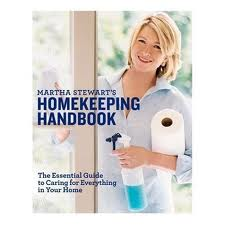 MARTHA STEWART'S
HOMEKEEPING
HANDBOOK
The Essential Guide
to Caring for Everything
in Your Home